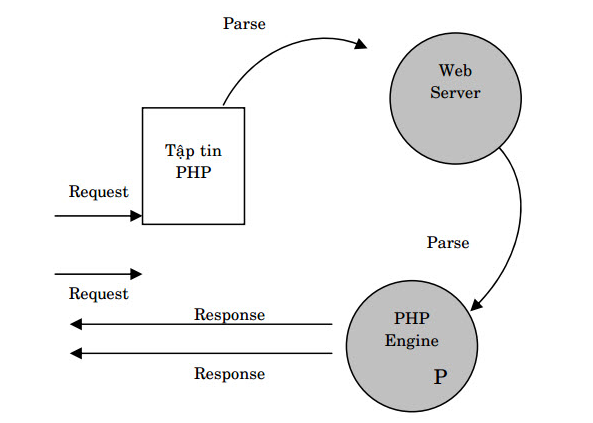 Parse
Web
Server
Tập tin
PHP
Request
Parse
Request
Response
PHP
Engine
P
Response